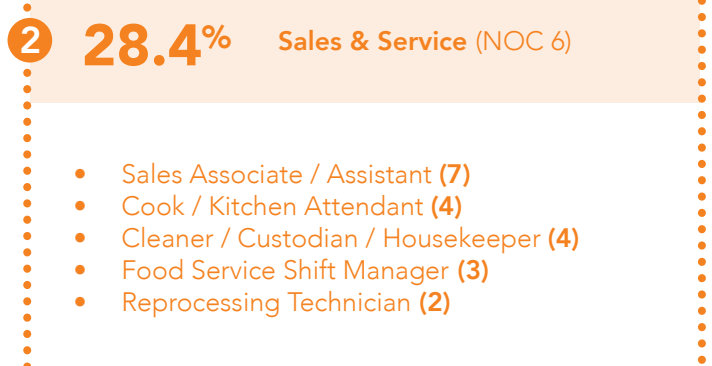 2 28.4% Sales & Service (NOC 6)
• Sales Associate / Assistant (7)
• Cook / Kitchen Attendant (4)
• Cleaner / Custodian / Housekeeper (4)
• Food Service Shift Manager (3)
• Reprocessing Technician (2)